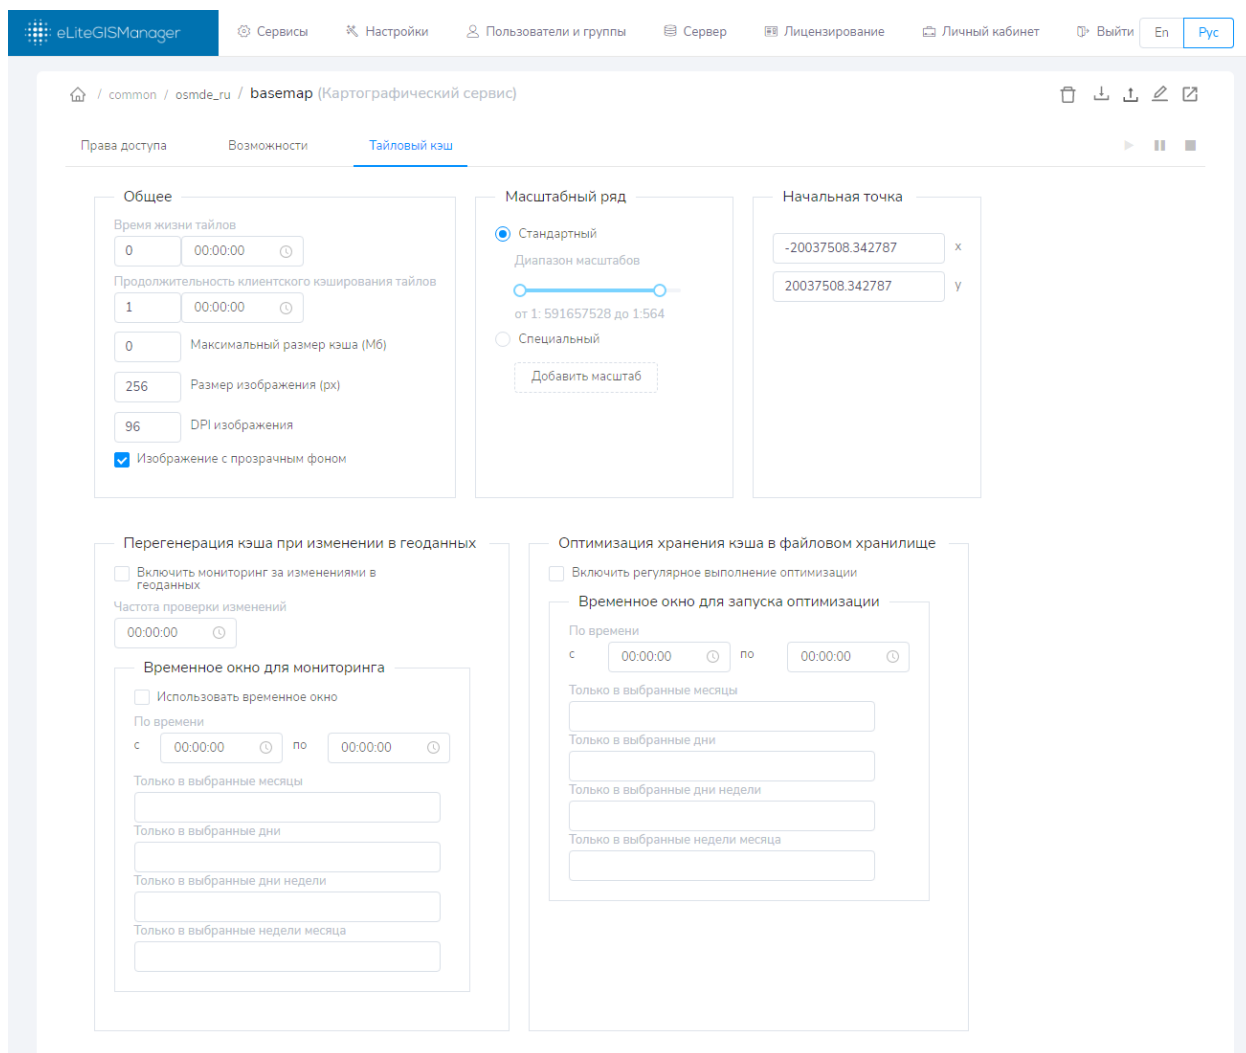 eLiteGISManager
Сервисы
Настройки
Пользователи и группы
Сервер
Лицензирование
Личный кабинет
Выйти
En
Рус
/ common / osmde_ru / basemap (Картографический сервис)
Права доступа
Возможности
Тайловый кэш
Общее
Время жизни тайлов
0
00:00:00
Продолжительность клиентского кэширования тайлов
1
00:00:00
0
Максимальный размер кэша (Мб)
256
Размер изображения (px)
96
DPI изображения
Изображение с прозрачным фоном
Масштабный ряд
Стандартный
Диапазон масштабов
от 1: 591657528 до 1:564
Специальный
Добавить масштаб
Начальная точка
-20037508.342787
x
20037508.342787
y
Перегенерация кэша при изменении в геоданных
Включить мониторинг за изменениями в
геоданных
Частота проверки изменений
00:00:00
Временное окно для мониторинга
Использовать временное окно
По времени
с
00:00:00
по
00:00:00
Только в выбранные месяцы
Только в выбранные дни
Только в выбранные дни недели
Только в выбранные недели месяца
Оптимизация хранения кэша в файловом хранилище
Включить регулярное выполнение оптимизации
Временное окно для запуска оптимизации
По времени
с
00:00:00
по
00:00:00
Только в выбранные месяцы
Только в выбранные дни
Только в выбранные дни недели
Только в выбранные недели месяца